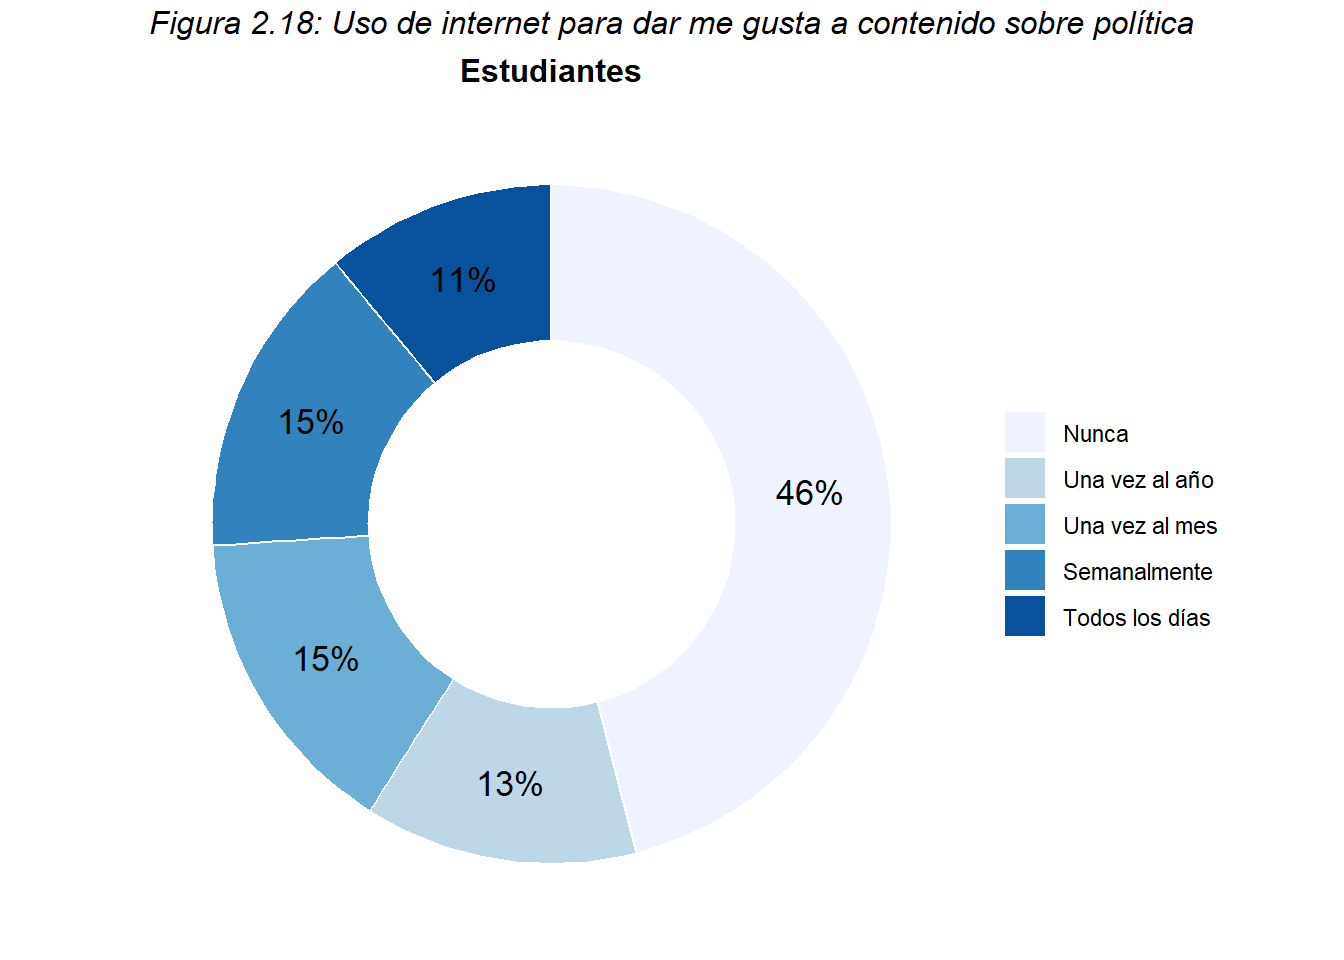 Figura 2.18: Uso de internet para dar me gusta a contenido sobre política
Estudiantes
11%
15%
46%
15%
13%
Nunca
Una vez al año
Una vez al mes
Semanalmente
Todos los días